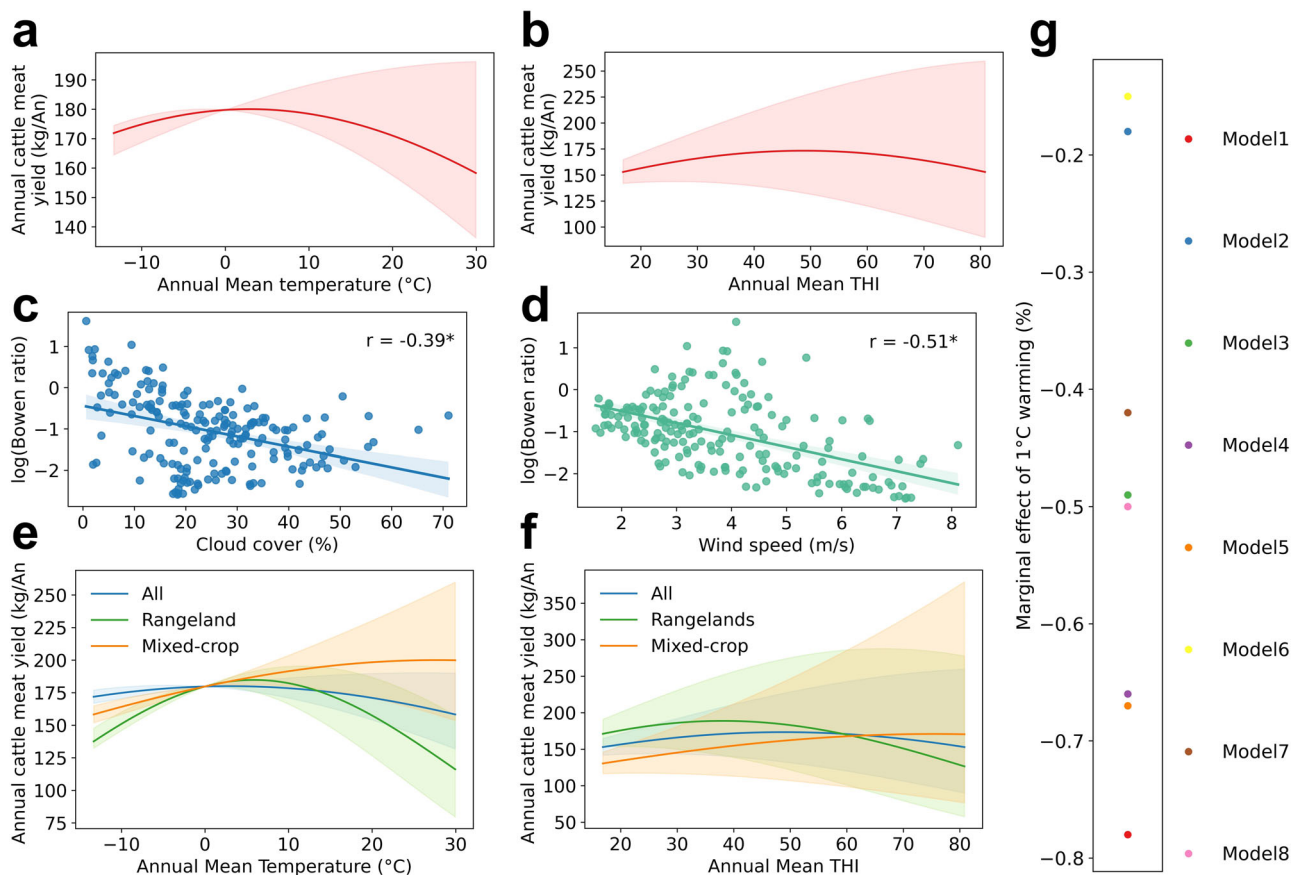 a
Annual cattle meat
yield (kg/An)
190
180
170
160
150
140
−10
0
10
20
30
Annual Mean temperature (°C)
b
Annual cattle meat
yield (kg/An)
250
225
200
175
150
125
100
20
30
40
50
60
70
80
Annual Mean THI
c
log(Bowen ratio)
1
0
−1
−2
r = -0.39*
0
10
20
30
40
50
60
70
Cloud cover (%)
d
log(Bowen ratio)
1
0
−1
−2
r = -0.51*
2
3
4
5
6
7
8
Wind speed (m/s)
e
Annual cattle meat yield (kg/An
250
225
200
175
150
125
100
75
All
Rangeland
Mixed-crop
−10
0
10
20
30
Annual Mean Temperature (°C)
f
Annual cattle meat yield (kg/An
350
300
250
200
150
100
50
All
Rangelands
Mixed-crop
20
30
40
50
60
70
80
Annual Mean THI
g
Marginal effect of 1°C warming (%)
−0.2
−0.3
−0.4
−0.5
−0.6
−0.7
−0.8
Model1
Model2
Model3
Model4
Model5
Model6
Model7
Model8